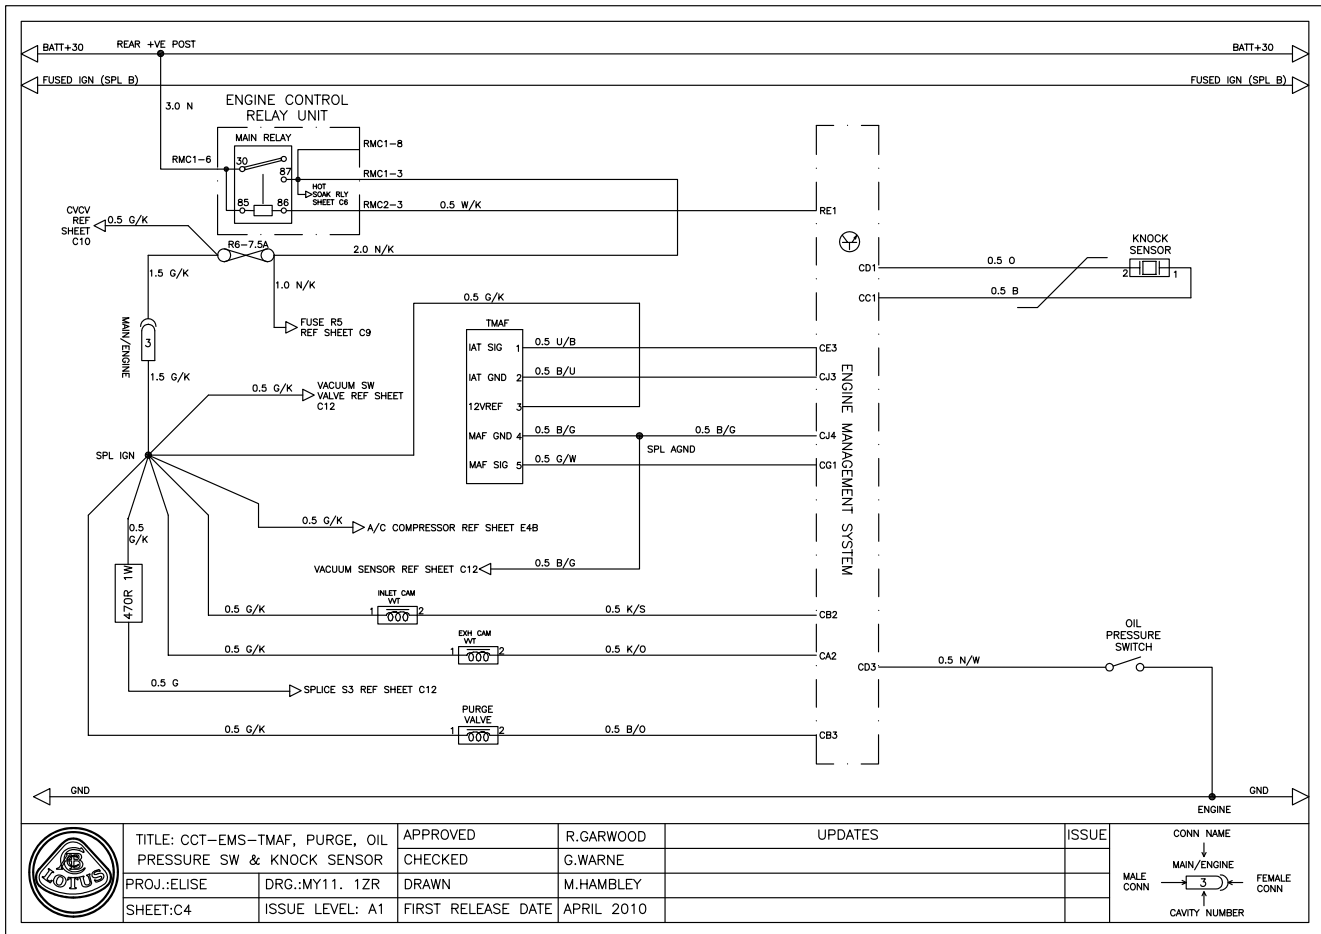 BATT+30
REAR +VE POST
BATT+30
FUSED IGN (SPL B)
FUSED IGN (SPL B)
3.0 N
ENGINE CONTROL
RELAY UNIT
MAIN RELAY
RMC1-8
RMC1-6
30
87
RMC1-3
HOT
SOAK RLY
SHEET C6
85
86
RMC2-3
0.5 W/K
RE1
CVCV
REF
SHEET
C10
0.5 G/K
R6-7.5A
2.0 N/K
1.5 G/K
1.0 N/K
KNOCK
SENSOR
CD1
0.5 O
2
1
CC1
0.5 B
0.5 G/K
FUSE R5
REF SHEET C9
MAIN/ENGINE
3
1.5 G/K
TMAF
IAT SIG 1
0.5 U/B
CE3
IAT GND 2
0.5 B/U
CJ3
12VREF 3
MAF GND 4
0.5 B/G
0.5 B/G
CJ4
SPL AGND
MAF SIG 5
0.5 G/W
CG1
ENGINE MANAGEMENT SYSTEM
0.5 G/K
VACUUM SW
VALVE REF SHEET
C12
SPL IGN
0.5 G/K
A/C COMPRESSOR REF SHEET E4B
0.5
G/K
470R 1W
VACUUM SENSOR REF SHEET C12
0.5 B/G
0.5 G/K
INLET CAM
VVT
1
2
0.5 K/S
CB2
0.5 G/K
EXH CAM
VVT
1
2
0.5 K/O
CA2
OIL
PRESSURE
SWITCH
CD3
0.5 N/W
0.5 G
SPLICE S3 REF SHEET C12
0.5 G/K
PURGE
VALVE
1
2
0.5 B/O
CB3
GND
GND
ENGINE
LOTUS
TITLE: CCT-EMS-TMAF, PURGE, OIL
PRESSURE SW & KNOCK SENSOR
APPROVED
R.GARWOOD
UPDATES
ISSUE
CHECKED
G.WARNE
PROJ.:ELISE
DRG.:MY11. 1ZR
DRAWN
M.HAMBLEY
SHEET:C4
ISSUE LEVEL: A1
FIRST RELEASE DATE
APRIL 2010
CONN NAME
MAIN/ENGINE
MALE
CONN
3
FEMALE
CONN
CAVITY NUMBER